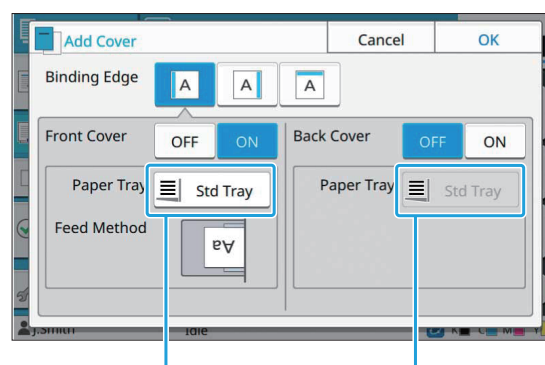 Add Cover Cancel OK
Binding Edge A A A
Front Cover OFF ON Back Cover OFF ON
Paper Tray Std Tray Paper Tray Std Tray
Feed Method Aa
J.Smith Idle K C M Y